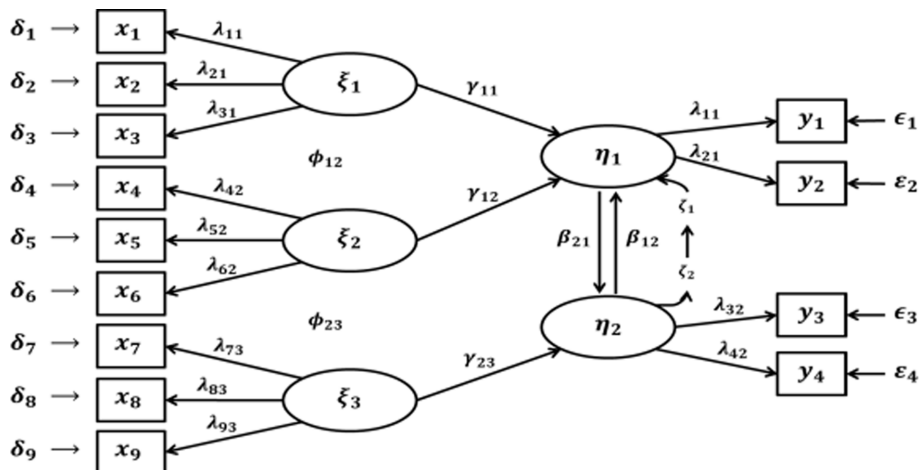 δ₁ → x₁ λ₁₁
δ₂ → x₂ λ₂₁ ξ₁ γ₁₁
δ₃ → x₃ λ₃₁ λ₁₁ y₁ ϵ₁
ϕ₁₂ η₁ λ₂₁
δ₄ → x₄ λ₄₂ γ₁₂ y₂ ε₂
ζ₁
δ₅ → x₅ λ₅₂ ξ₂ β₂₁ β₁₂
λ₆₂ ζ₂
δ₆ → x₆
ϕ₂₃ η₂ λ₃₂ y₃ ϵ₃
δ₇ → x₇ λ₇₃ γ₂₃ λ₄₂
y₄ ε₄
δ₈ → x₈ λ₈₃ ξ₃
λ₉₃
δ₉ → x₉